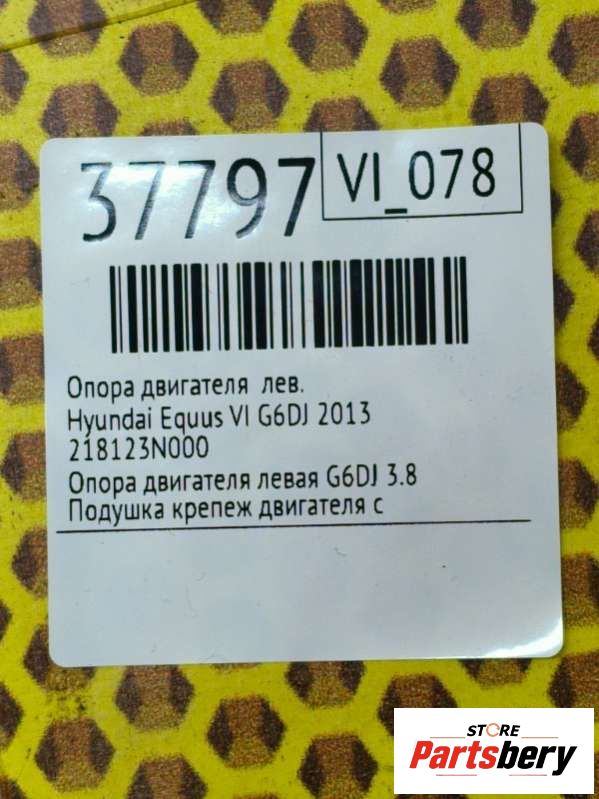 37797
VI_078
Опора двигателя лев.
Hyundai Equus VI G6DJ 2013
218123N000
Опора двигателя левая G6DJ 3.8
Подушка крепеж двигателя с
STORE
Partsbery